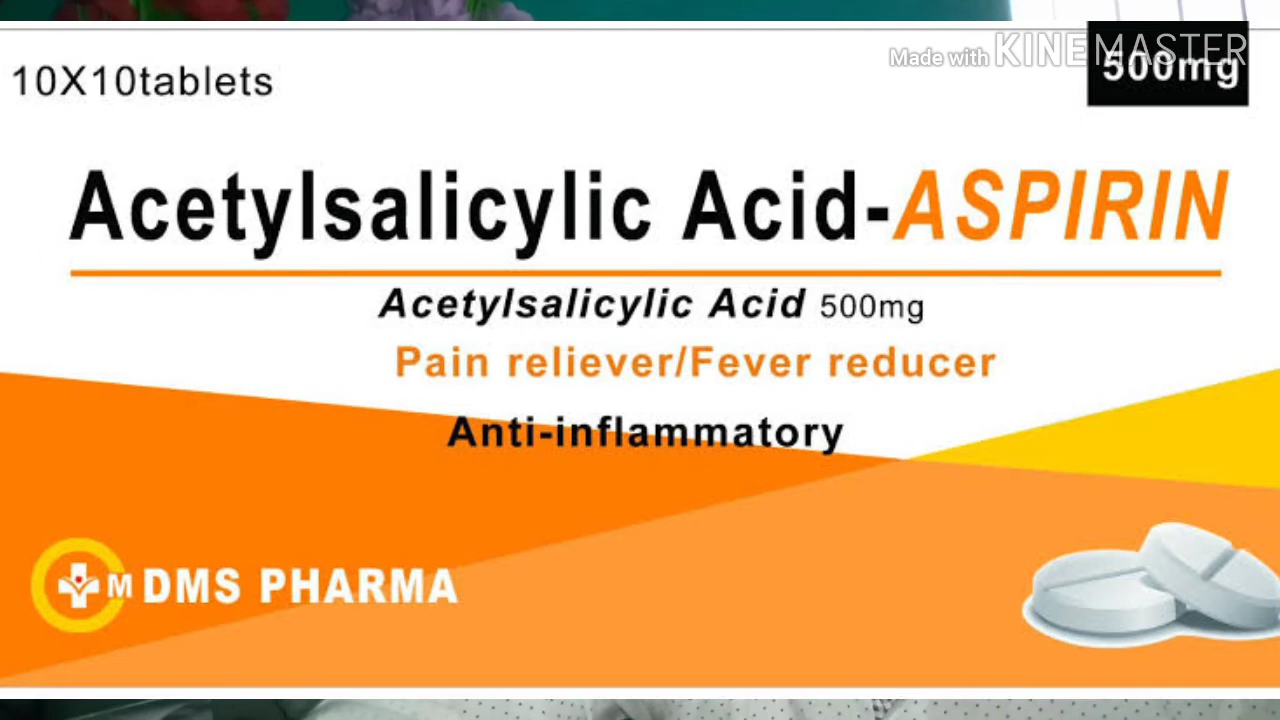 Made with KINEMASTER
10X10tablets
500mg
Acetylsalicylic Acid-ASPIRIN
Acetylsalicylic Acid 500mg
Pain reliever/Fever reducer
Anti-inflammatory
M DMS PHARMA